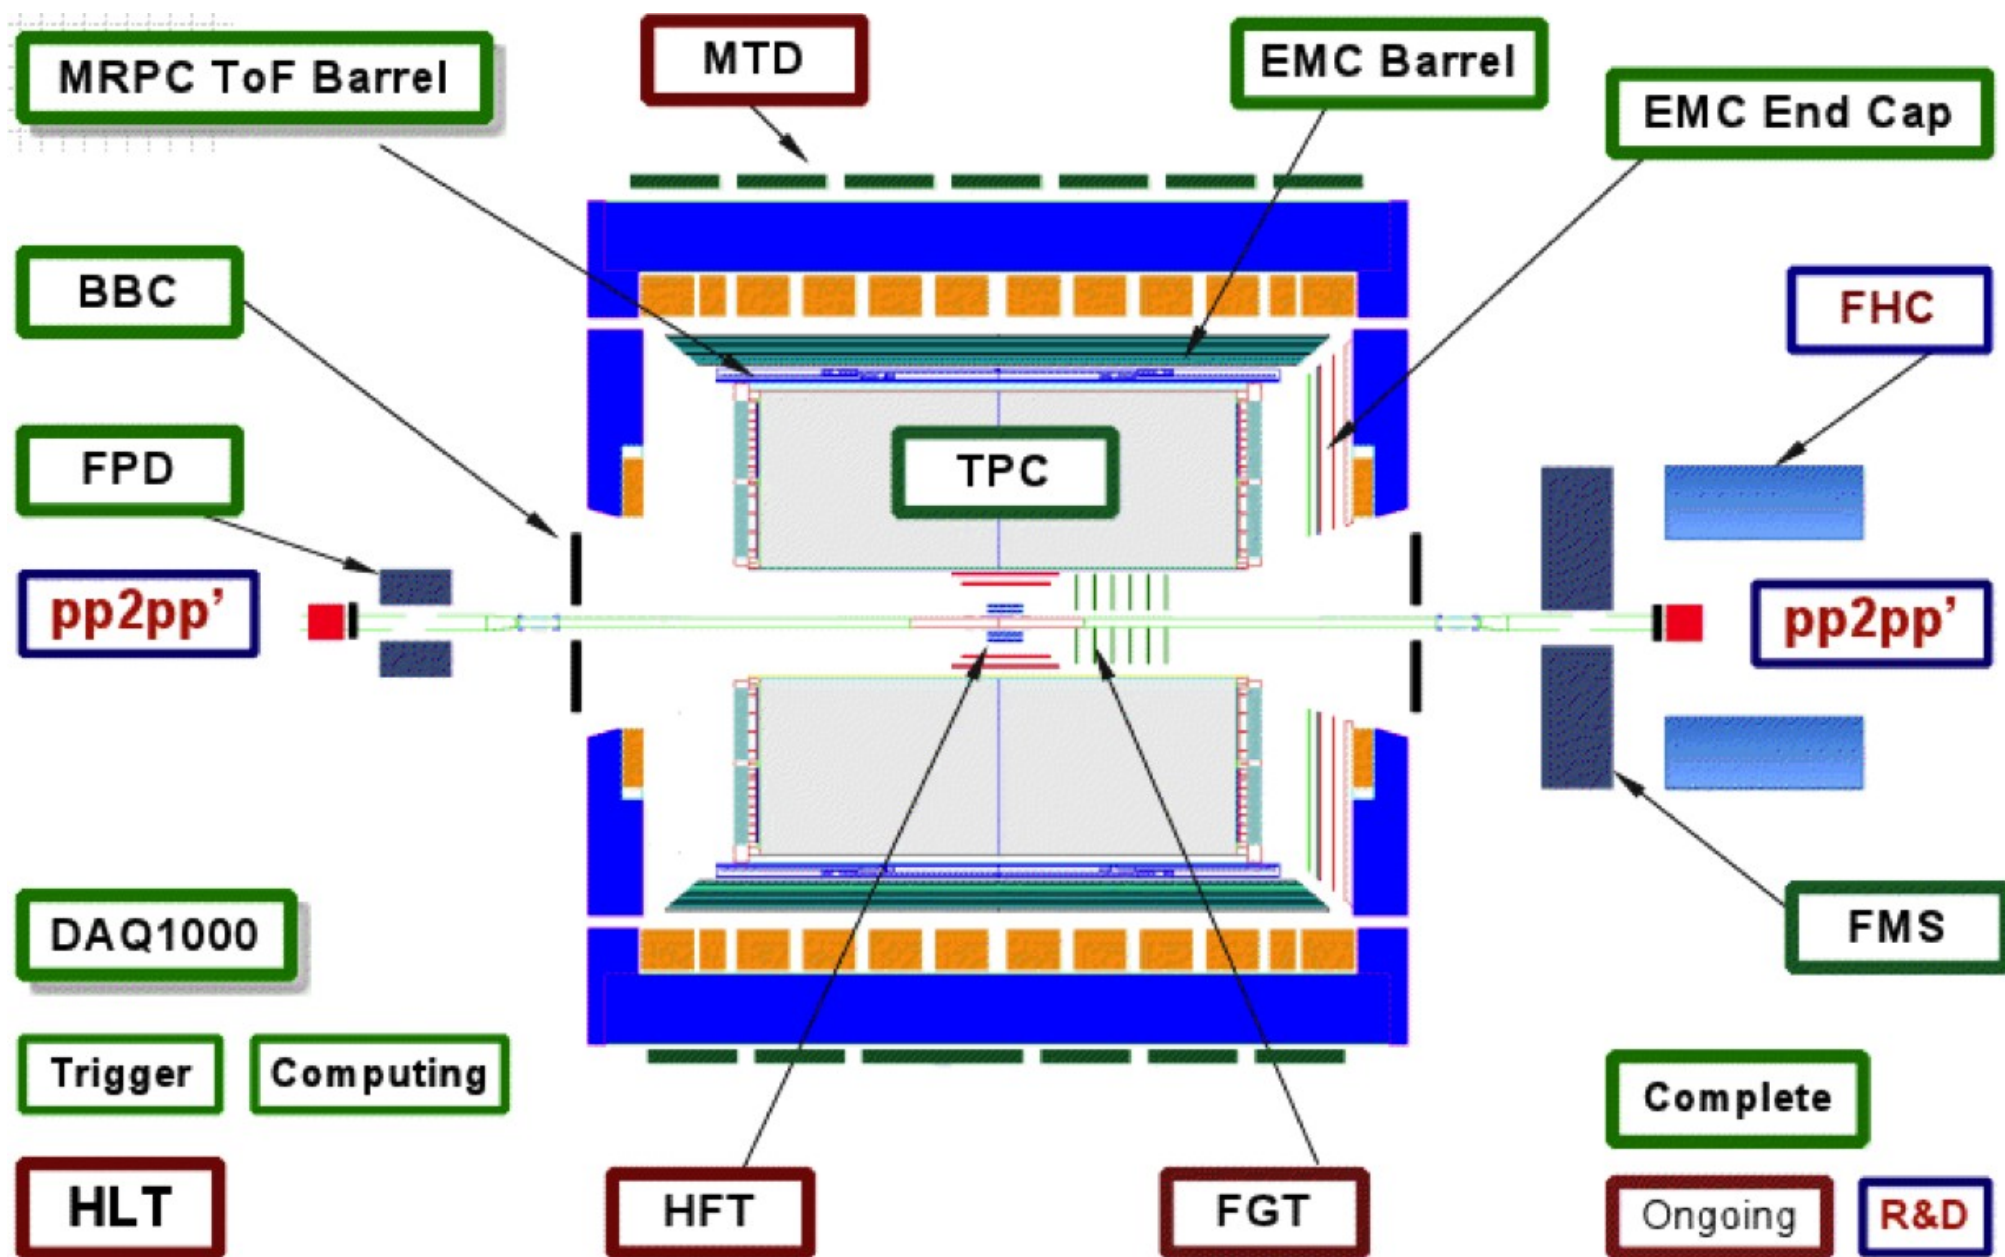 MRPC ToF Barrel
MTD
EMC Barrel
EMC End Cap
BBC
FHC
FPD
TPC
pp2pp’
pp2pp’
DAQ1000
FMS
Trigger
Computing
Complete
HLT
HFT
FGT
Ongoing
R&D